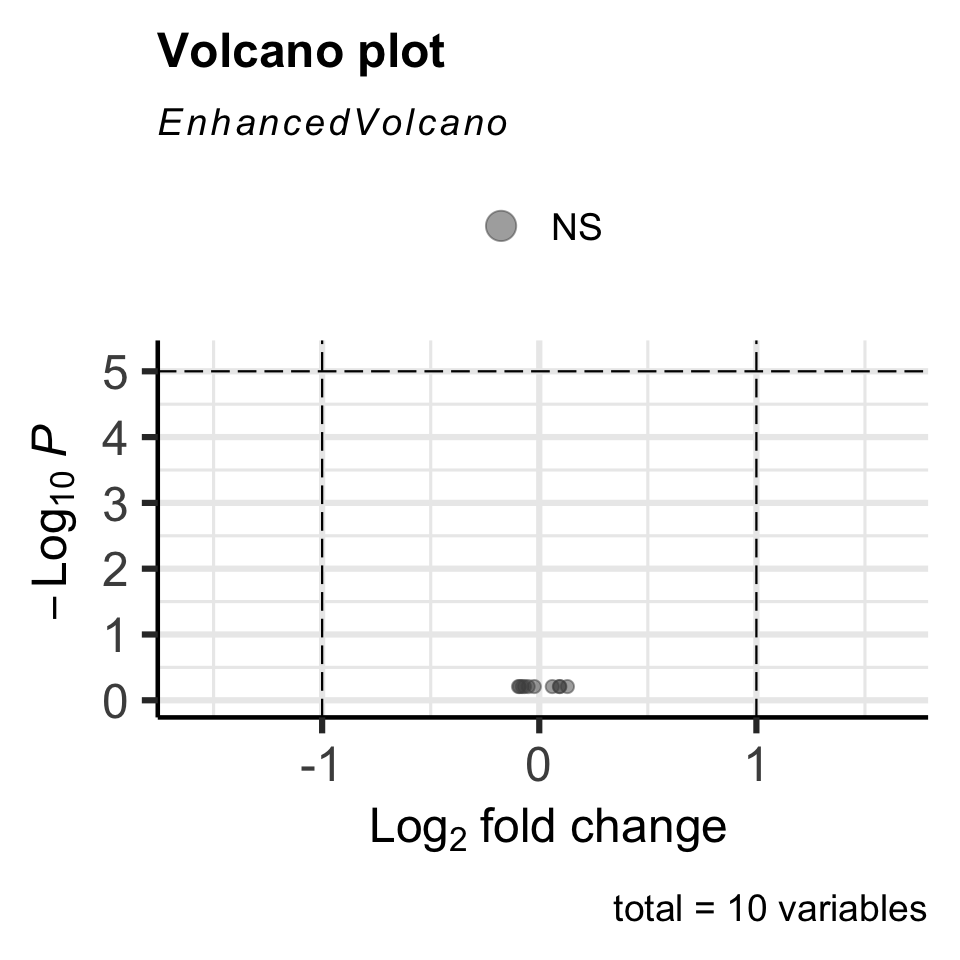 Volcano plot
EnhancedVolcano
NS
5
4
3
2
1
0
−Log₁₀ P
-1 0 1
Log₂ fold change
total = 10 variables